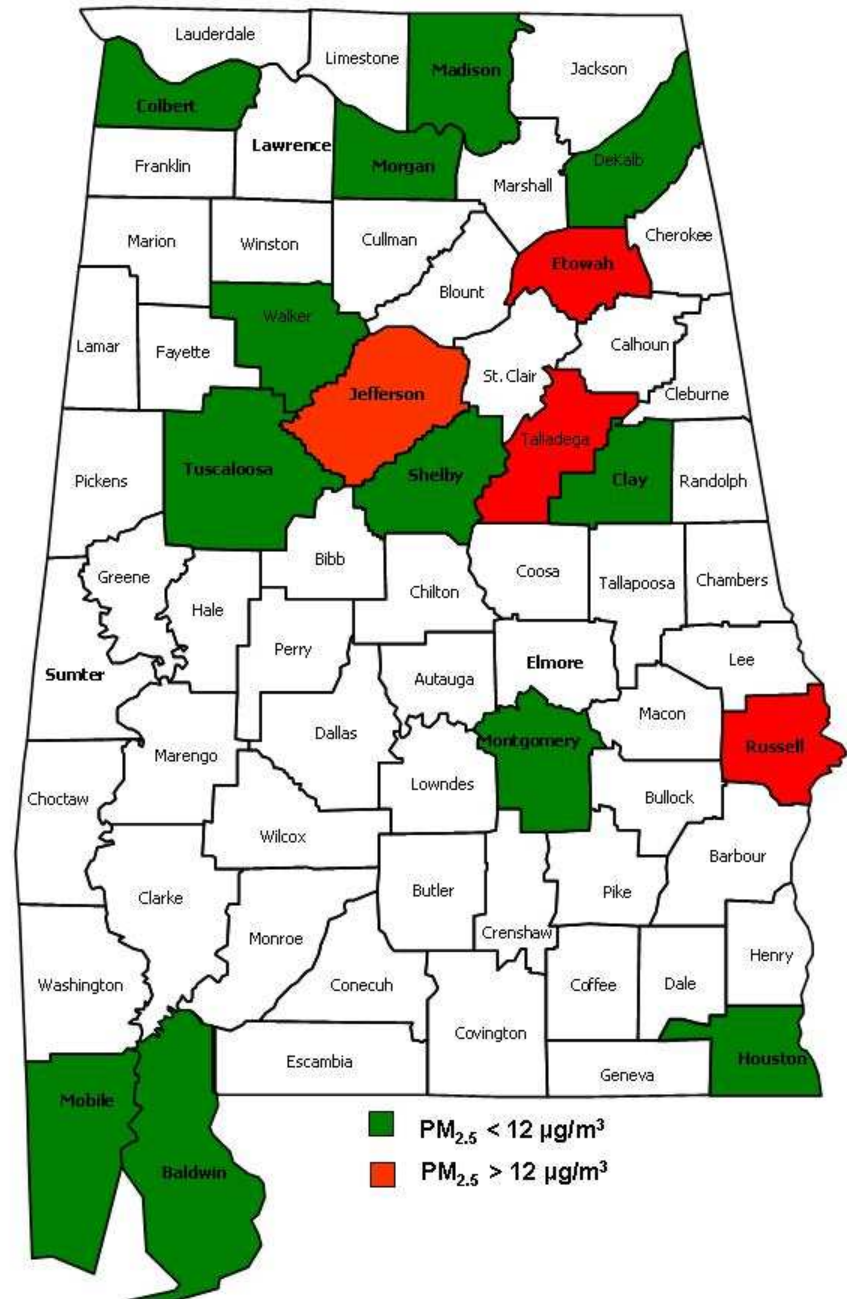 Lauderdale
Limestone
Madison
Jackson
Colbert
Lawrence
Franklin
Morgan
DeKalb
Marshall
Marion
Winston
Cullman
Cherokee
Etowah
Blount
Walker
Lamar
Fayette
Calhoun
St. Clair
Jefferson
Cleburne
Talladega
Pickens
Tuscaloosa
Shelby
Clay
Randolph
Greene
Bibb
Coosa
Tallapoosa
Chambers
Chilton
Hale
Perry
Elmore
Lee
Sumter
Autauga
Macon
Dallas
Montgomery
Russell
Marengo
Lowndes
Choctaw
Bullock
Wilcox
Barbour
Clarke
Butler
Pike
Monroe
Crenshaw
Henry
Washington
Conecuh
Coffee
Dale
Covington
Escambia
Houston
Geneva
Mobile
PM2.5 < 12 µg/m³
PM2.5 > 12 µg/m³
Baldwin